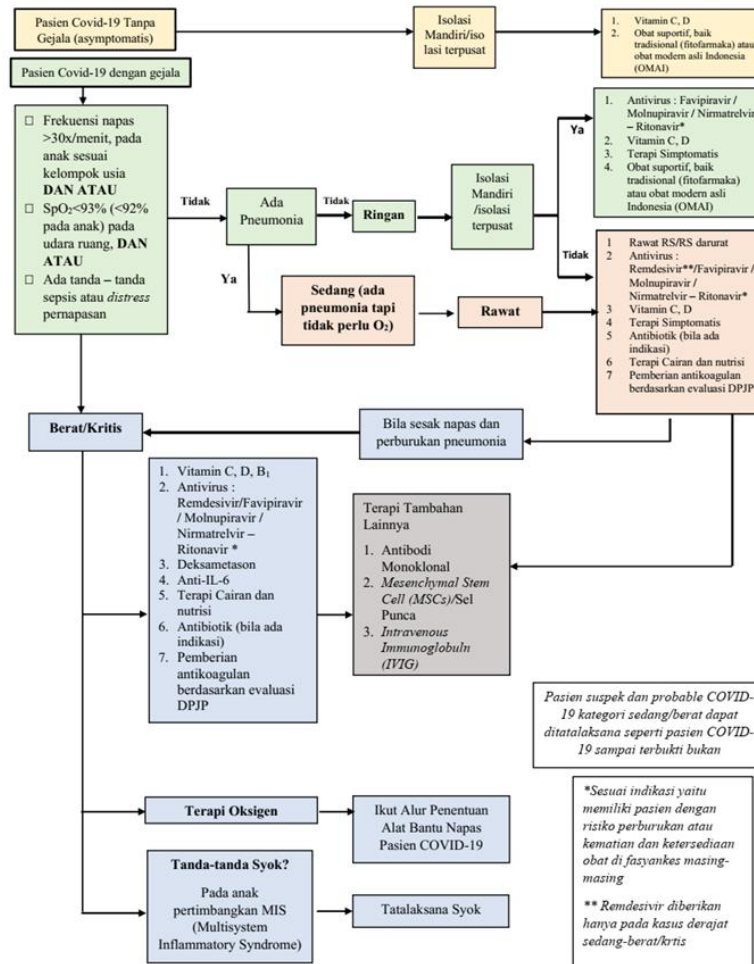 Pasien Covid-19 Tanpa
Gejala (asymptomatis)
Isolasi
Mandiri/iso
lasi terpusat
1. Vitamin C, D
2. Obat suportif, baik
tradisional (fitofarmaka) atau
obat modern asli Indonesia
(OMAI)
Pasien Covid-19 dengan gejala
□ Frekuensi napas
>30x/menit, pada
anak sesuai
kelompok usia
DAN ATAU
□ SpO₂<93% (<92%
pada anak) pada
udara ruang, DAN
ATAU
□ Ada tanda – tanda
sepsis atau distress
pernapasan
Tidak
Ada
Pneumonia
Tidak
Ringan
Isolasi
Mandiri
/isolasi
terpusat
Ya
1. Antivirus : Favipiravir /
Molnupiravir / Nirmatrelvir
– Ritonavir*
2. Vitamin C, D
3. Terapi Simptomatis
4. Obat suportif, baik
tradisional (fitofarmaka)
atau obat modern asli
Indonesia (OMAI)
Tidak
Ya
Sedang (ada
pneumonia tapi
tidak perlu O₂)
Rawat
1 Rawat RS/RS darurat
2 Antivirus :
Remdesivir**/Favipiravir /
Molnupiravir /
Nirmatrelvir – Ritonavir*
3 Vitamin C, D
4 Terapi Simptomatis
5 Antibiotik (bila ada
indikasi)
6 Terapi Cairan dan nutrisi
7 Pemberian antikoagulan
berdasarkan evaluasi DPJP
Berat/Kritis
Bila sesak napas dan
perburukan pneumonia
1. Vitamin C, D, B₁
2. Antivirus :
Remdesivir/Favipiravir
/ Molnupiravir /
Nirmatrelvir –
Ritonavir *
3. Deksametason
4. Anti-IL-6
5. Terapi Cairan dan
nutrisi
6. Antibiotik (bila ada
indikasi)
7. Pemberian
antikoagulan
berdasarkan evaluasi
DPJP
Terapi Tambahan
Lainnya
1. Antibodi
Monoklonal
2. Mesenchymal Stem
Cell (MSCs)/Sel
Punca
3. Intravenous
Immunoglobuln
(IVIG)
Pasien suspek dan probable COVID-
19 kategori sedang/berat dapat
ditatalaksana seperti pasien COVID-
19 sampai terbukti bukan
Terapi Oksigen
Ikut Alur Penentuan
Alat Bantu Napas
Pasien COVID-19
Tanda-tanda Syok?
Pada anak
pertimbangkan MIS
(Multisystem
Inflammatory Syndrome)
Tatalaksana Syok
*Sesuai indikasi yaitu
memiliki pasien dengan
risiko perburukan atau
kematian dan ketersediaan
obat di fasyankes masing-
masing
** Remdesivir diberikan
hanya pada kasus derajat
sedang-berat/krtis